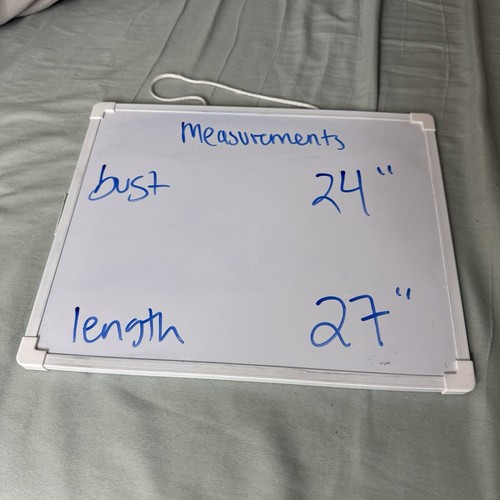 Measurements
bust 24"
length 27"